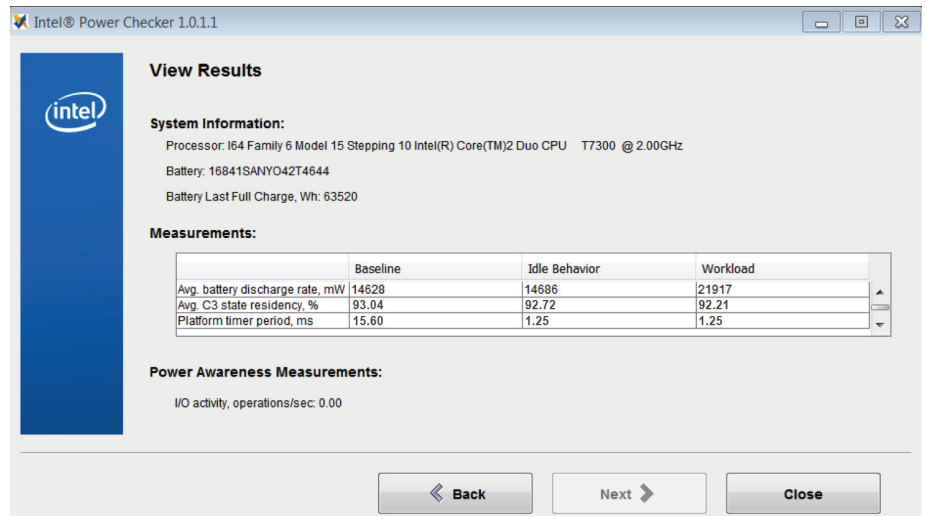 Intel® Power Checker 1.0.1.1
(intel)
View Results
System Information:
Processor: I64 Family 6 Model 15 Stepping 10 Intel(R) Core(TM)2 Duo CPU T7300 @ 2.00GHz
Battery: 16841SANYO42T4644
Battery Last Full Charge, Wh: 63520
Measurements:
Baseline Idle Behavior Workload
Avg. battery discharge rate, mW 14628 14686 21917
Avg. C3 state residency, % 93.04 92.72 92.21
Platform timer period, ms 15.60 1.25 1.25
Power Awareness Measurements:
I/O activity, operations/sec: 0.00
Back Next Close